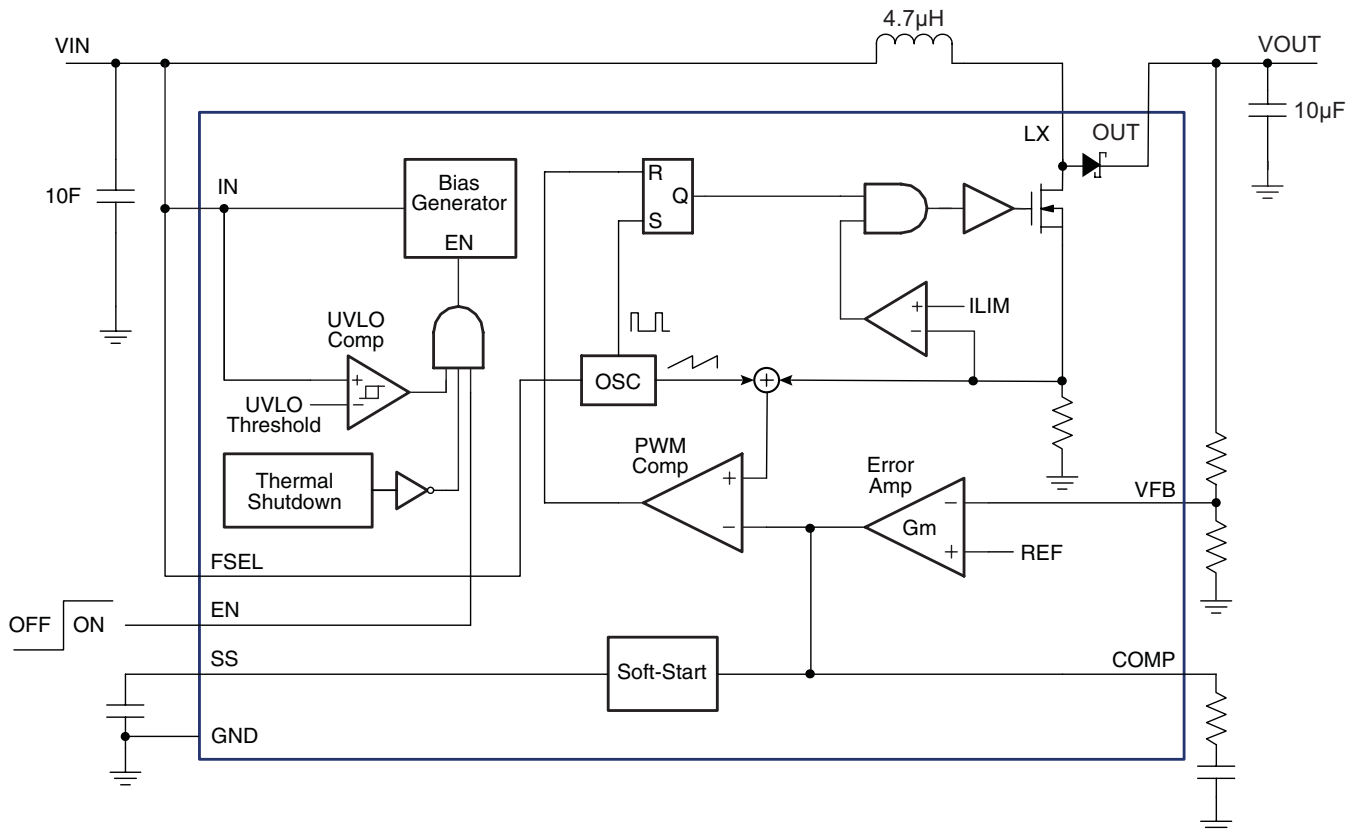 4.7µH
VIN
VOUT
10µF
LX
OUT
10F
IN
Bias
Generator
EN
R
Q
S
UVLO
Comp
+
−
UVLO
Threshold
+
−
ILIM
OSC
+
Thermal
Shutdown
PWM
Comp
+
−
Error
Amp
Gm
−
+
VFB
REF
FSEL
OFF
ON
EN
SS
Soft-Start
COMP
GND